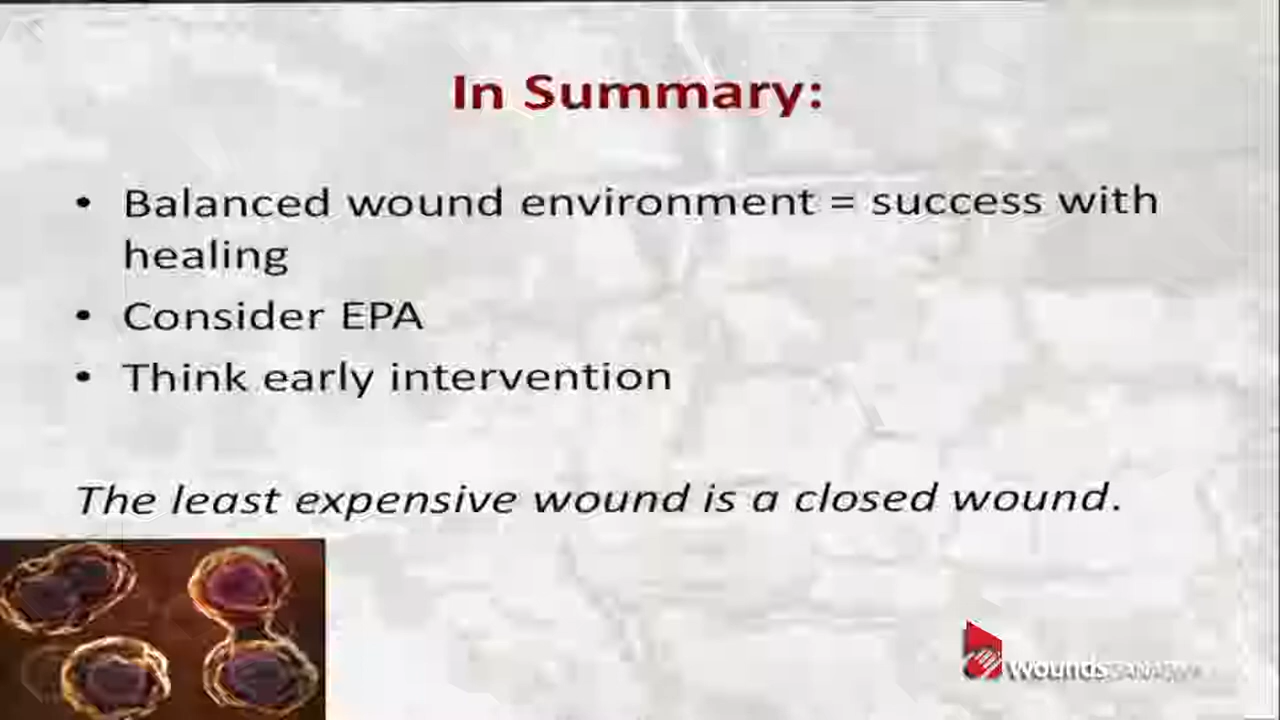 In Summary:
• Balanced wound environment = success with
healing
• Consider EPA
• Think early intervention
The least expensive wound is a closed wound.
wounds